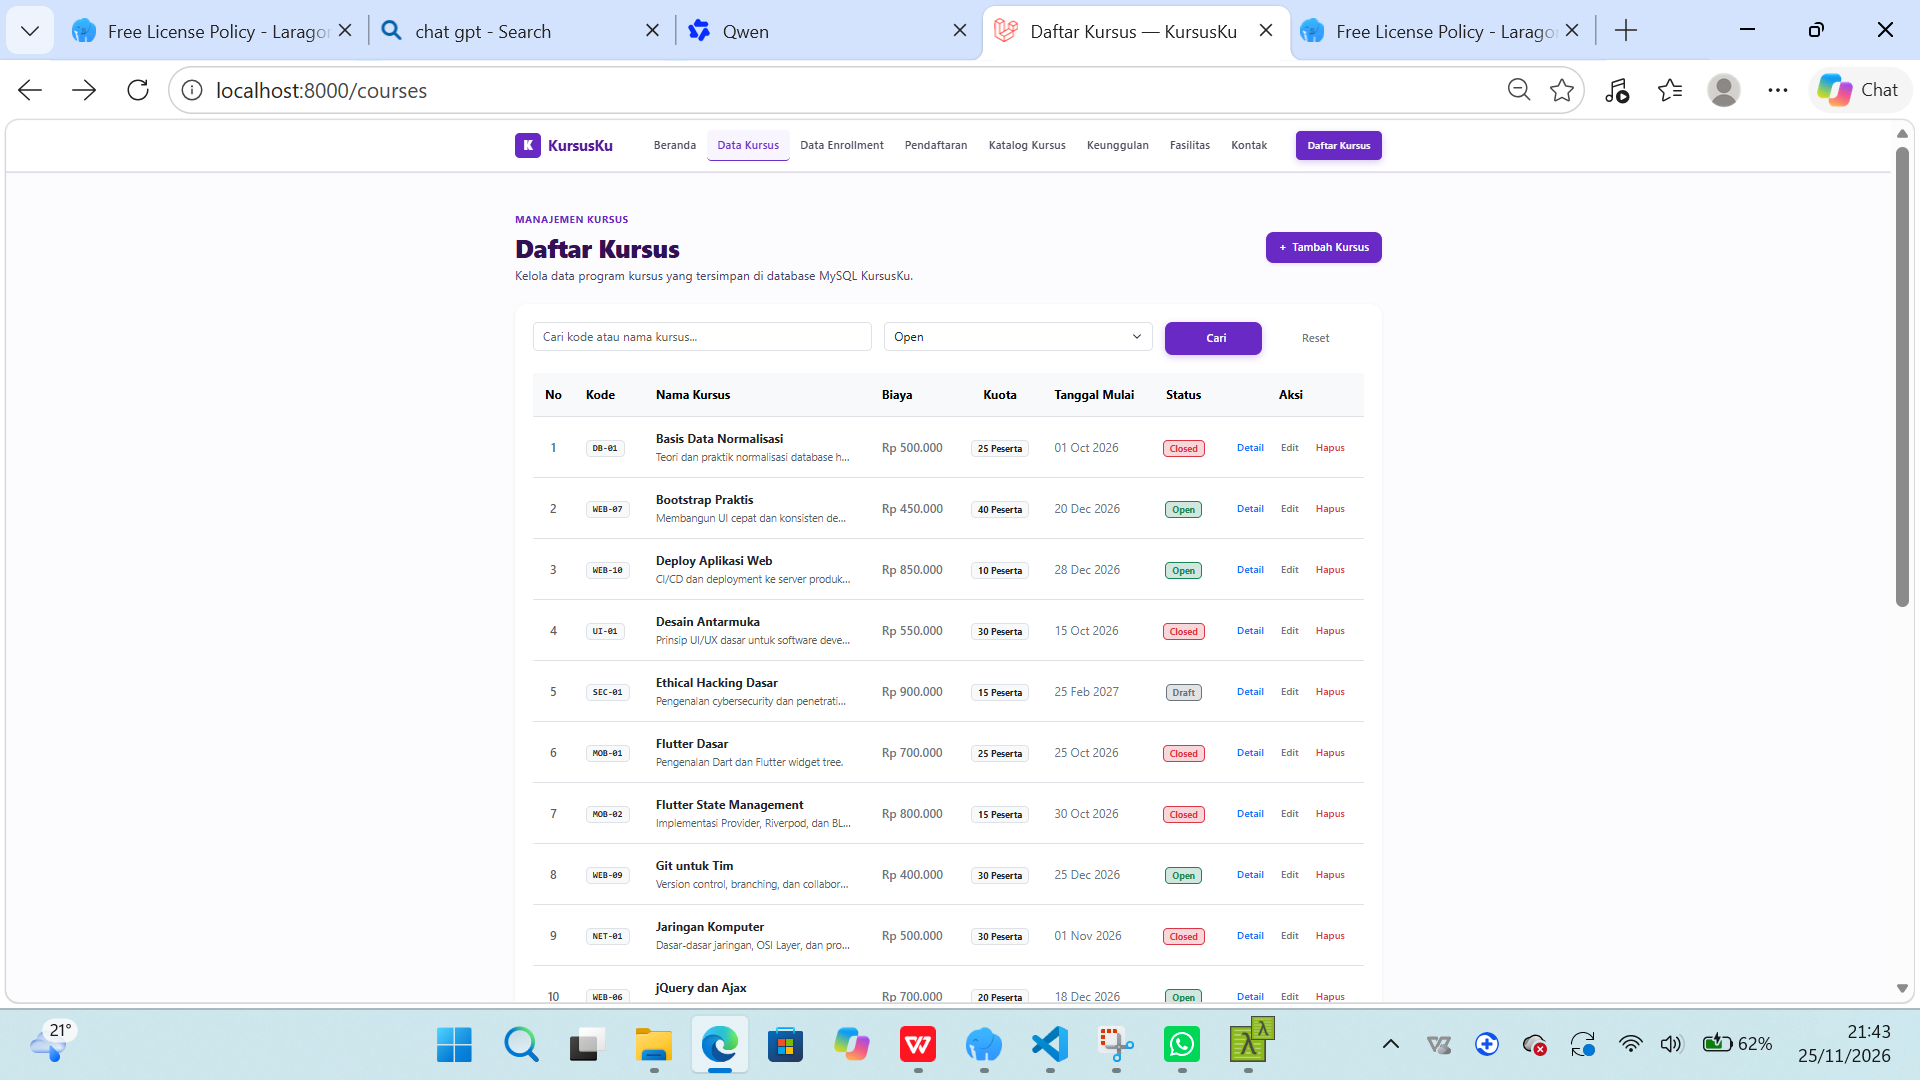 Free License Policy - Laragon
chat gpt - Search
Qwen
Daftar Kursus — KursusKu
Free License Policy - Laragon
localhost:8000/courses
Chat
K KursusKu
Beranda
Data Kursus
Data Enrollment
Pendaftaran
Katalog Kursus
Keunggulan
Fasilitas
Kontak
Daftar Kursus
MANAJEMEN KURSUS
Daftar Kursus
Kelola data program kursus yang tersimpan di database MySQL KursusKu.
+ Tambah Kursus
Cari kode atau nama kursus...
Open
Cari
Reset
No Kode Nama Kursus Biaya Kuota Tanggal Mulai Status Aksi
1 DB-01 Basis Data Normalisasi Rp 500.000 25 Peserta 01 Oct 2026 Closed Detail Edit Hapus
Teori dan praktik normalisasi database h...
2 WEB-07 Bootstrap Praktis Rp 450.000 40 Peserta 20 Dec 2026 Open Detail Edit Hapus
Membangun UI cepat dan konsisten de...
3 WEB-10 Deploy Aplikasi Web Rp 850.000 10 Peserta 28 Dec 2026 Open Detail Edit Hapus
CI/CD dan deployment ke server produk...
4 UI-01 Desain Antarmuka Rp 550.000 30 Peserta 15 Oct 2026 Closed Detail Edit Hapus
Prinsip UI/UX dasar untuk software deve...
5 SEC-01 Ethical Hacking Dasar Rp 900.000 15 Peserta 25 Feb 2027 Draft Detail Edit Hapus
Pengenalan cybersecurity dan penetrati...
6 MOB-01 Flutter Dasar Rp 700.000 25 Peserta 25 Oct 2026 Closed Detail Edit Hapus
Pengenalan Dart dan Flutter widget tree.
7 MOB-02 Flutter State Management Rp 800.000 15 Peserta 30 Oct 2026 Closed Detail Edit Hapus
Implementasi Provider, Riverpod, dan BL...
8 WEB-09 Git untuk Tim Rp 400.000 30 Peserta 25 Dec 2026 Open Detail Edit Hapus
Version control, branching, dan collabor...
9 NET-01 Jaringan Komputer Rp 500.000 30 Peserta 01 Nov 2026 Closed Detail Edit Hapus
Dasar-dasar jaringan, OSI Layer, dan pro...
10 WEB-06 jQuery dan Ajax Rp 700.000 20 Peserta 18 Dec 2026 Open Detail Edit Hapus
21°
62%
21:43
25/11/2026